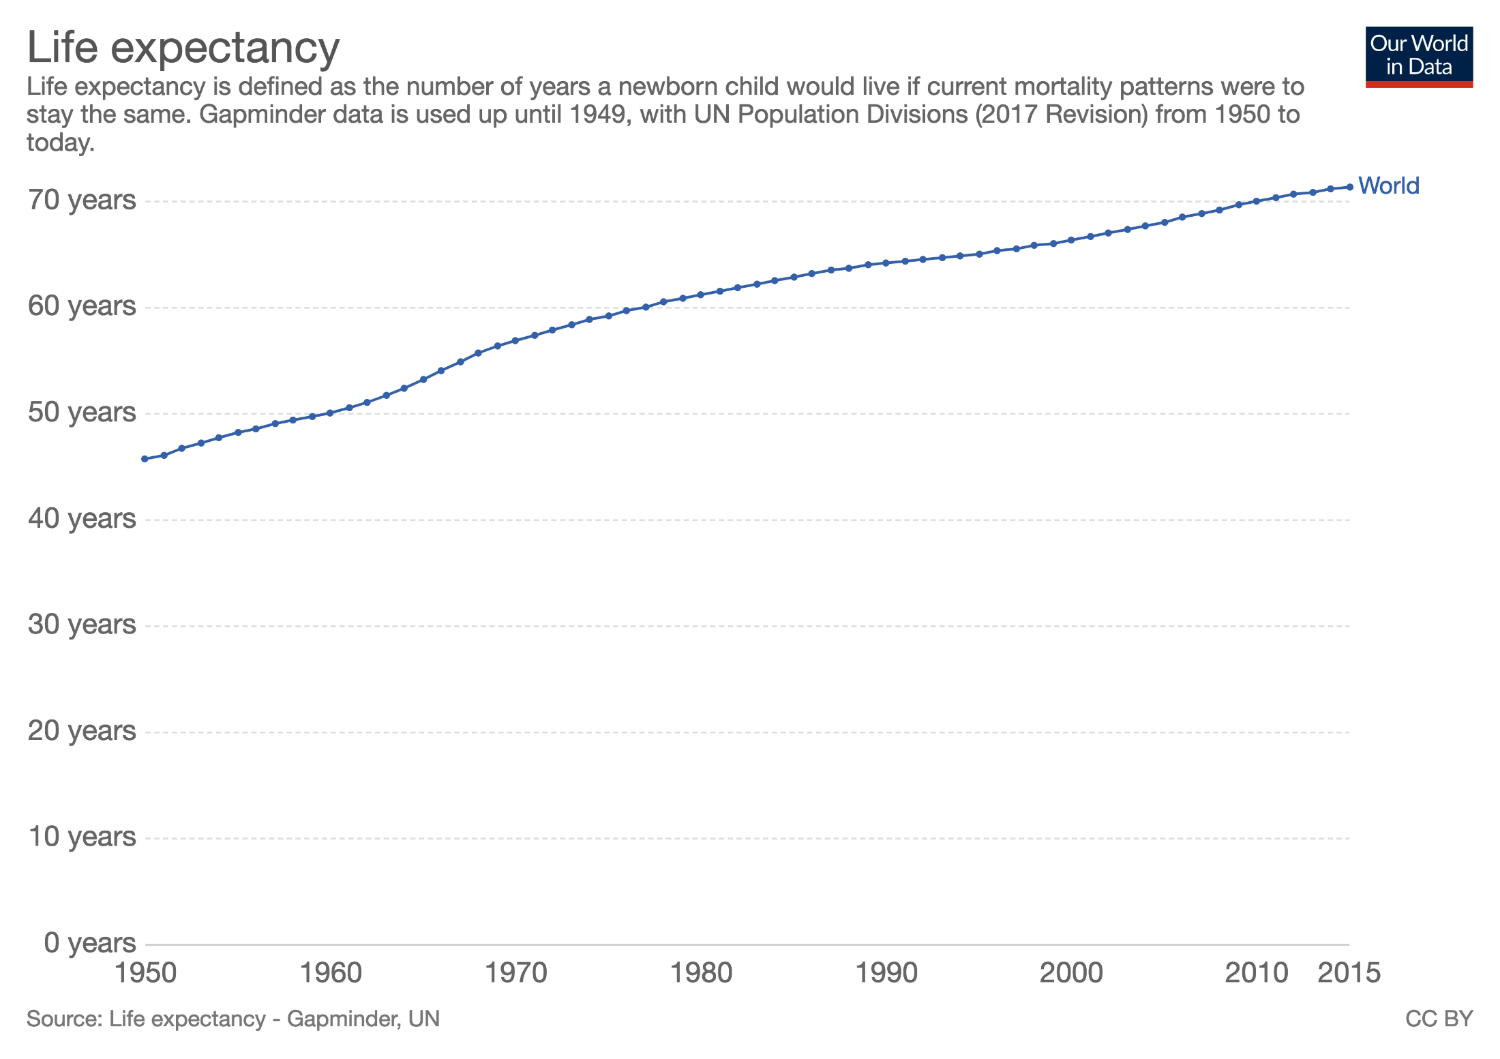 Life expectancy
Our World
in Data
Life expectancy is defined as the number of years a newborn child would live if current mortality patterns were to
stay the same. Gapminder data is used up until 1949, with UN Population Divisions (2017 Revision) from 1950 to
today.
World
70 years
60 years
50 years
40 years
30 years
20 years
10 years
0 years
1950 1960 1970 1980 1990 2000 2010 2015
Source: Life expectancy - Gapminder, UN
CC BY